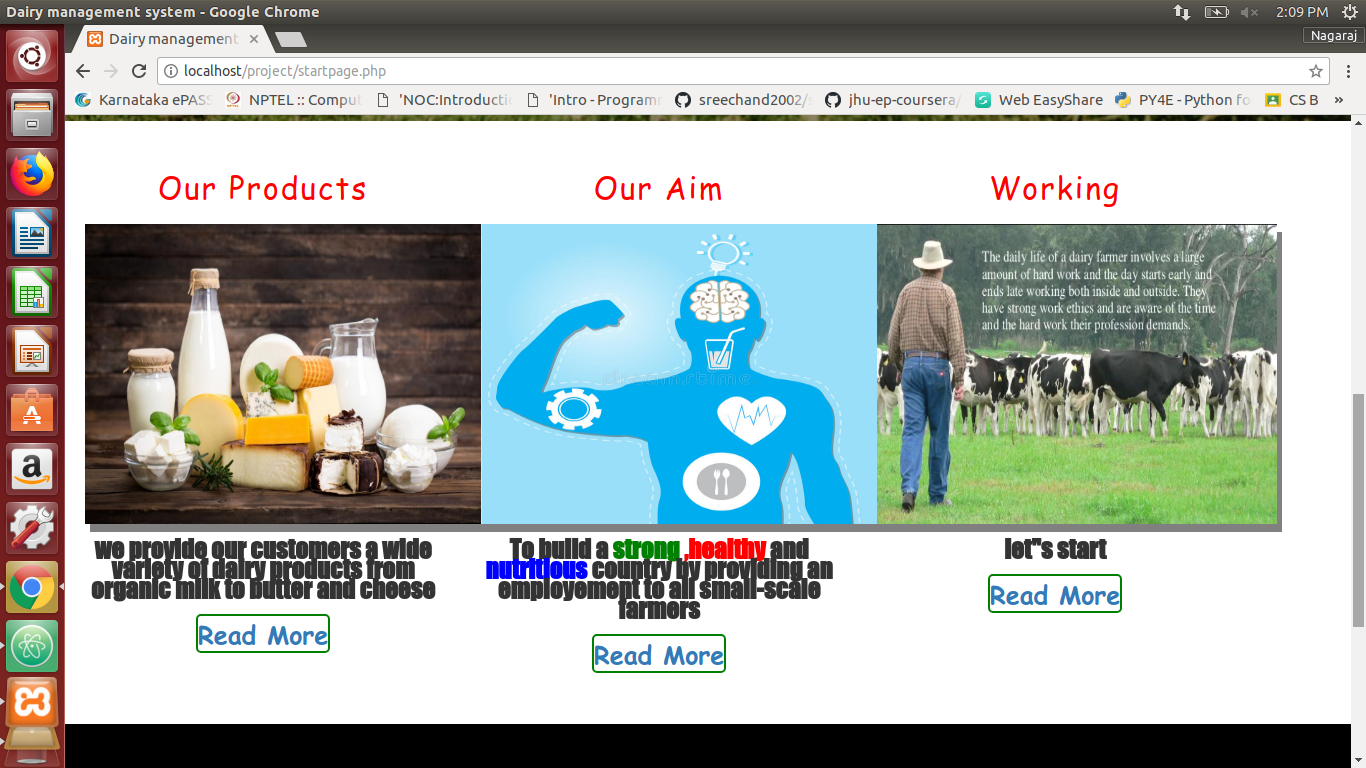 Dairy management system - Google Chrome
2:09 PM
Dairy management
Nagaraj
localhost/project/startpage.php
Karnataka ePASS
NPTEL :: Comput
'NOC:Introducti
'Intro - Programm
sreechand2002/s
jhu-ep-coursera/
Web EasyShare
PY4E - Python fo
CS B
»
Our Products
Our Aim
Working
The daily life of a dairy farmer involves a large
amount of hard work and the day starts early and
ends late working both inside and outside. They
have strong work ethics and are aware of the time
and the hard work their profession demands.
dreamstime
we provide our customers a wide
variety of dairy products from
organic milk to butter and cheese
Read More
To build a strong ,healthy and
nutritious country by providing an
employement to all small-scale
farmers
Read More
let"s start
Read More